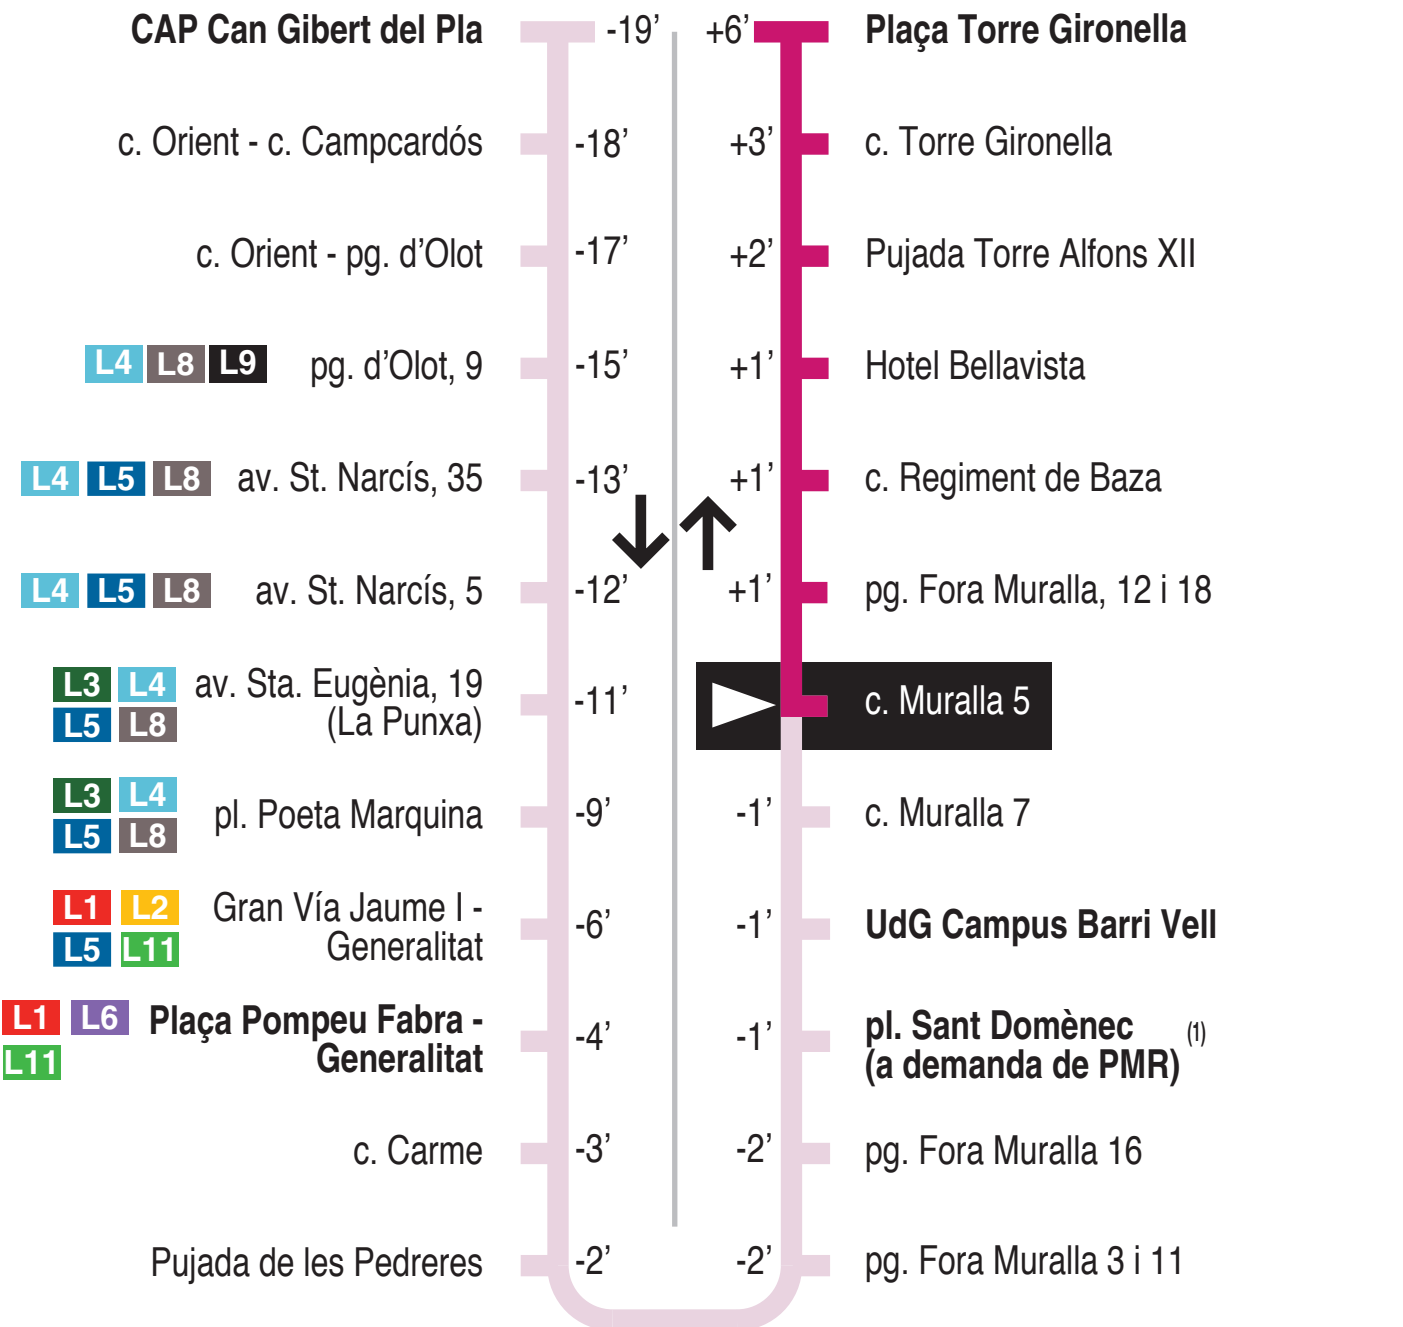 CAP Can Gibert del Pla -19’
c. Orient - c. Campcardós -18’
c. Orient - pg. d’Olot -17’
L4 L8 L9 pg. d’Olot, 9 -15’
L4 L5 L8 av. St. Narcís, 35 -13’
L4 L5 L8 av. St. Narcís, 5 -12’
L3 L4 av. Sta. Eugènia, 19
L5 L8 (La Punxa) -11’
L3 L4
L5 L8
pl. Poeta Marquina -9’
L1 L2 Gran Vía Jaume I -
L5 L11 Generalitat -6’
L1 L6 Plaça Pompeu Fabra -
L11 Generalitat -4’
c. Carme -3’
Pujada de les Pedreres -2’
+6’ Plaça Torre Gironella
+3’ c. Torre Gironella
+2’ Pujada Torre Alfons XII
+1’ Hotel Bellavista
+1’ c. Regiment de Baza
+1’ pg. Fora Muralla, 12 i 18
c. Muralla 5
-1’ c. Muralla 7
-1’ UdG Campus Barri Vell
-1’ pl. Sant Domènec (1)
(a demanda de PMR)
-2’ pg. Fora Muralla 16
-2’ pg. Fora Muralla 3 i 11